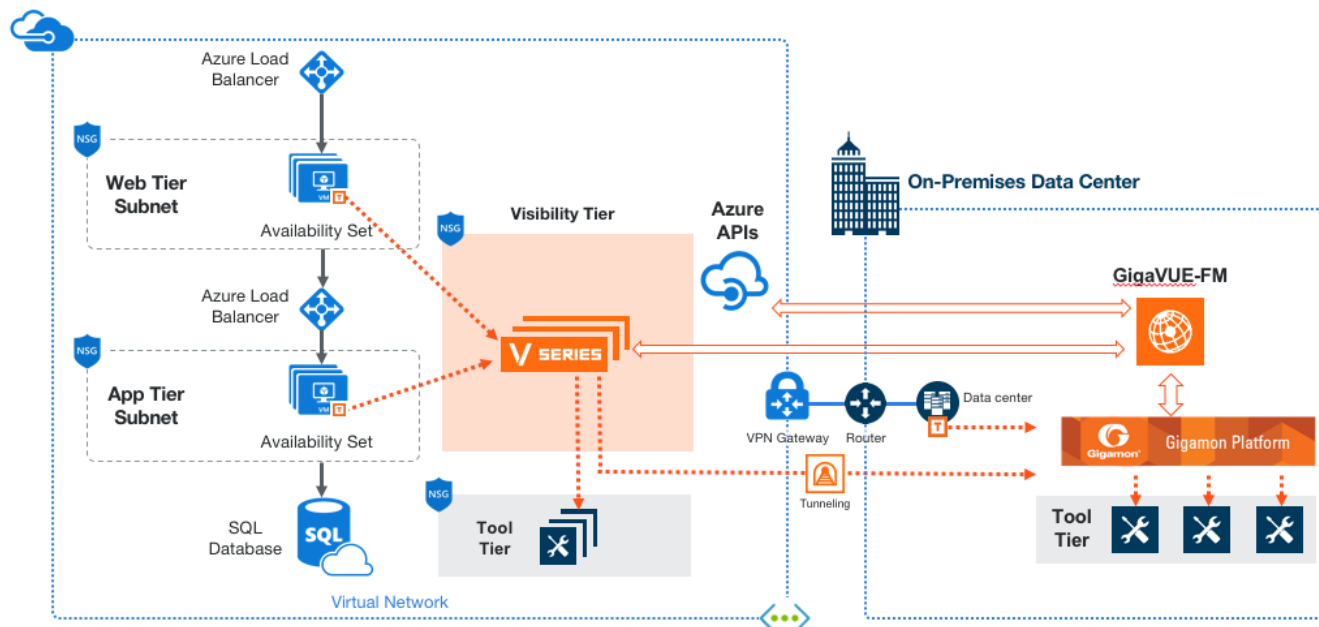 Azure Load
Balancer
NSG
Web Tier
Subnet
VM
T
Availability Set
Azure Load
Balancer
NSG
App Tier
Subnet
VM
T
Availability Set
SQL
Database
SQL
Virtual Network
NSG
Visibility Tier
V SERIES
NSG
Tool
Tier
Azure
APIs
VPN Gateway
Router
Data center
T
Tunneling
On-Premises Data Center
GigaVUE-FM
G
Gigamon®
Gigamon Platform
Tool
Tier